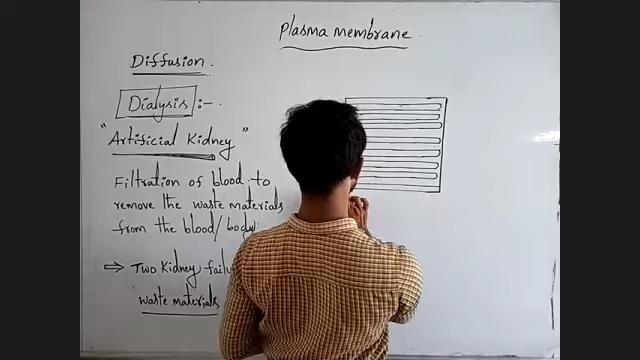 Plasma membrane.
Diffusion.
Dialysis :-
"Artificial Kidney"
Filtration of blood to
remove the waste materials
from the blood/body.
⇒ Two Kidney
waste materials